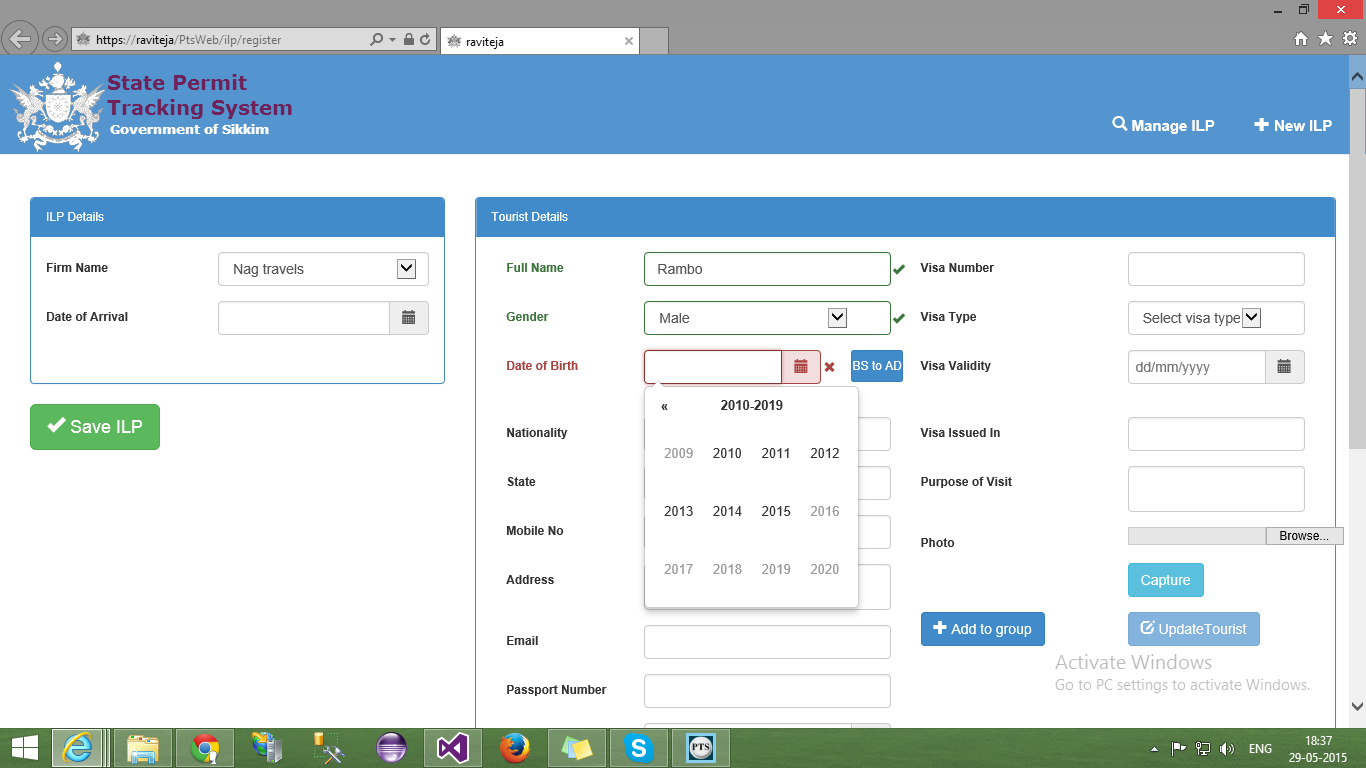 https://raviteja/PtsWeb/ilp/register
raviteja
State Permit
Tracking System
Government of Sikkim
Manage ILP
New ILP
ILP Details
Firm Name
Nag travels
Date of Arrival
Save ILP
Tourist Details
Full Name
Rambo
Visa Number
Gender
Male
Visa Type
Select visa type
Date of Birth
BS to AD
Visa Validity
dd/mm/yyyy
« 2010-2019
2009 2010 2011 2012
2013 2014 2015 2016
2017 2018 2019 2020
Nationality
Visa Issued In
State
Purpose of Visit
Mobile No
Photo
Browse...
Address
Capture
Add to group
UpdateTourist
Email
Passport Number
Activate Windows
Go to PC settings to activate Windows.
PTS
ENG
18:37
29-05-2015